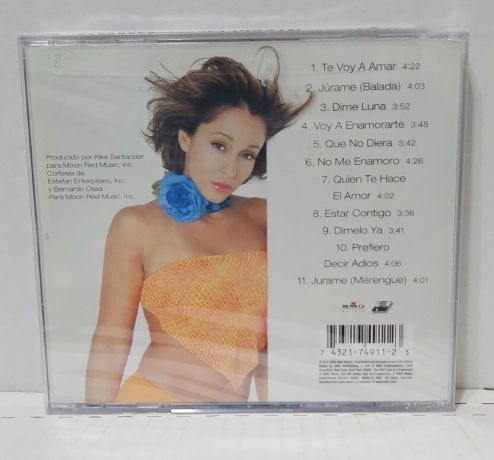 1. Te Voy A Amar 4:22
2. Júrame (Balada) 4:03
3. Dime Luna 3:52
4. Voy A Enamorarte 3:48
5. Que No Diera 3:42
6. No Me Enamoro 4:26
7. Quien Te Hace
El Amor 4:02
8. Estar Contigo 3:36
9. Dimelo Ya 3:41
10. Prefiero
Decir Adios 4:06
11. Jurame (Merengue) 4:01
Producido por Kike Santander
para Moon Red Music, Inc.
Cortesia de
Estefan Enterprises, Inc.
y Bernardo Ossa
Para Moon Red Music, Inc.
BMG
7 4321-74911-2 3